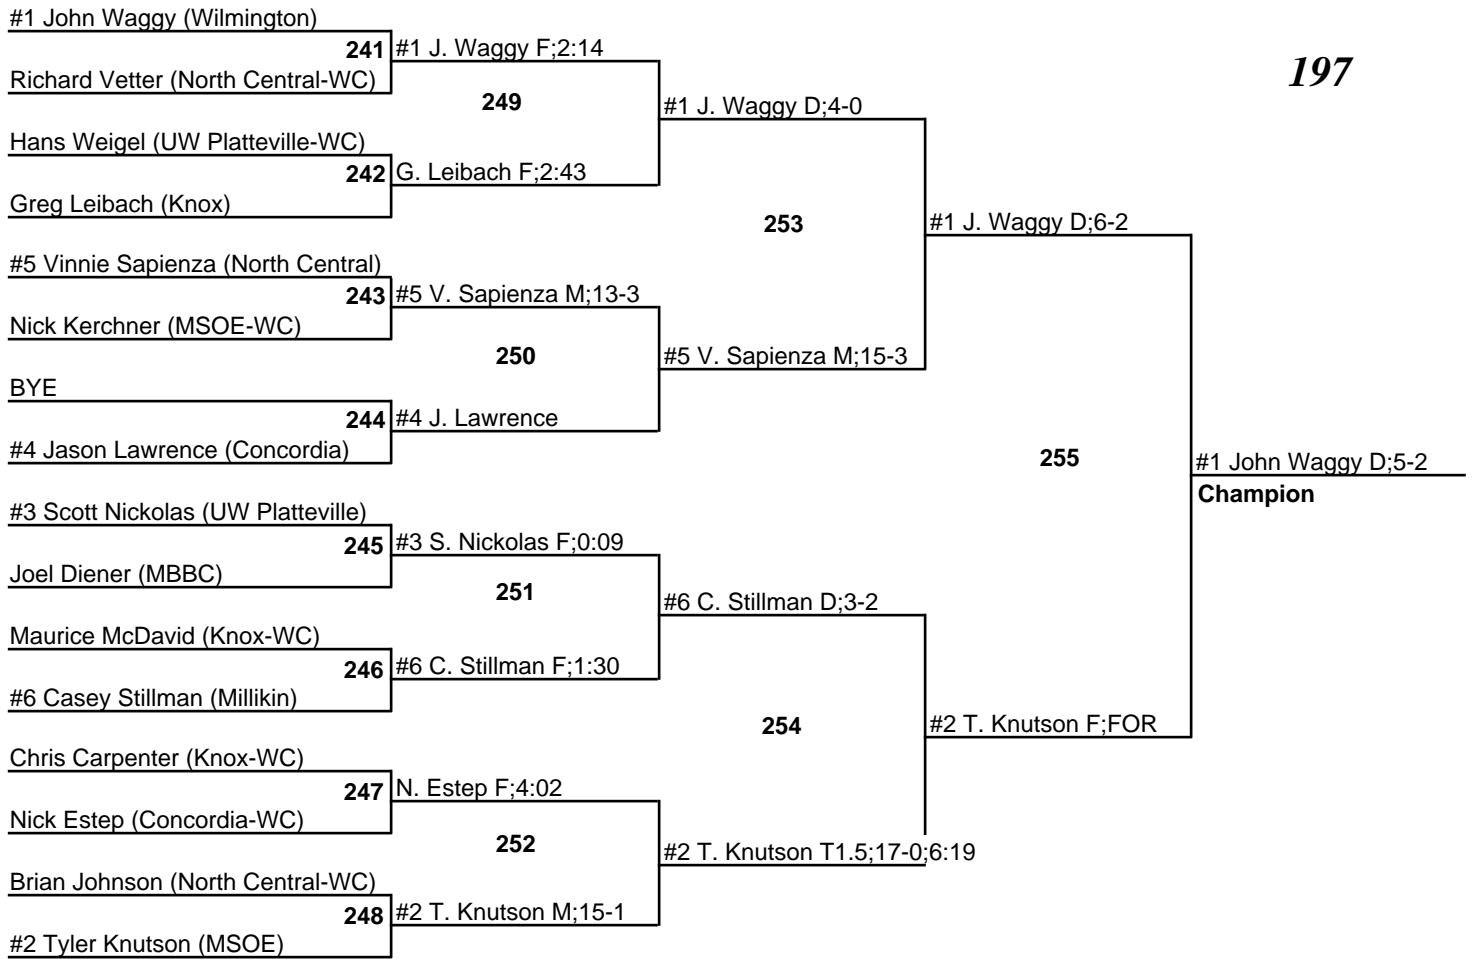 #1 John Waggy (Wilmington)
241 #1 J. Waggy F;2:14
197
Richard Vetter (North Central-WC)
249 #1 J. Waggy D;4-0
Hans Weigel (UW Platteville-WC)
242 G. Leibach F;2:43
Greg Leibach (Knox)
253 #1 J. Waggy D;6-2
#5 Vinnie Sapienza (North Central)
243 #5 V. Sapienza M;13-3
Nick Kerchner (MSOE-WC)
250 #5 V. Sapienza M;15-3
BYE
244 #4 J. Lawrence
#4 Jason Lawrence (Concordia)
255 #1 John Waggy D;5-2
Champion
#3 Scott Nickolas (UW Platteville)
245 #3 S. Nickolas F;0:09
Joel Diener (MBBC)
251 #6 C. Stillman D;3-2
Maurice McDavid (Knox-WC)
246 #6 C. Stillman F;1:30
#6 Casey Stillman (Millikin)
254 #2 T. Knutson F;FOR
Chris Carpenter (Knox-WC)
247 N. Estep F;4:02
Nick Estep (Concordia-WC)
252 #2 T. Knutson T1.5;17-0;6:19
Brian Johnson (North Central-WC)
248 #2 T. Knutson M;15-1
#2 Tyler Knutson (MSOE)